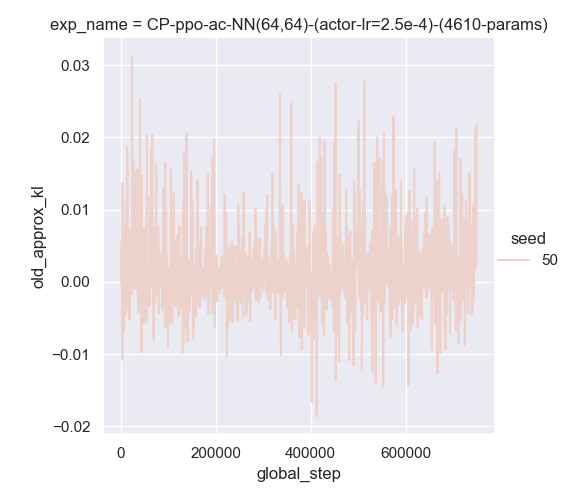 exp_name = CP-ppo-ac-NN(64,64)-(actor-lr=2.5e-4)-(4610-params)
0.03
0.02
0.01
0.00
−0.01
−0.02
old_approx_kl
0
200000
400000
600000
global_step
seed
50